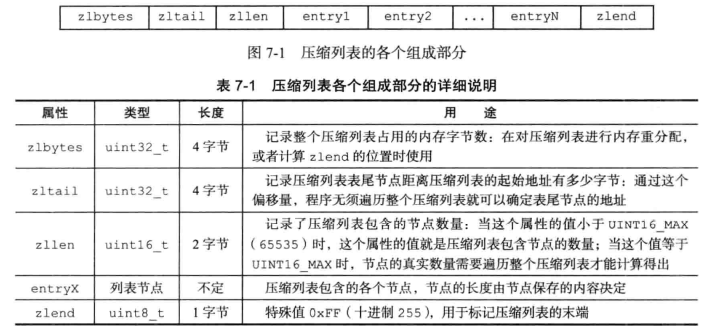 zlbytes zltail zllen entry1 entry2 ... entryN zlend
图 7-1 压缩列表的各个组成部分
表 7-1 压缩列表各个组成部分的详细说明
属性 类型 长度 用 途
zlbytes uint32_t 4 字节 记录整个压缩列表占用的内存字节数：在对压缩列表进行内存重分配，
或者计算 zlend 的位置时使用
zltail uint32_t 4 字节 记录压缩列表表尾节点距离压缩列表的起始地址有多少字节：通过这个
偏移量，程序无须遍历整个压缩列表就可以确定表尾节点的地址
zllen uint16_t 2 字节 记录了压缩列表包含的节点数量：当这个属性的值小于 UINT16_MAX
（65535）时，这个属性的值就是压缩列表包含节点的数量；当这个值等于
UINT16_MAX 时，节点的真实数量需要遍历整个压缩列表才能计算得出
entryX 列表节点 不定 压缩列表包含的各个节点，节点的长度由节点保存的内容决定
zlend uint8_t 1 字节 特殊值 0xFF（十进制 255），用于标记压缩列表的末端